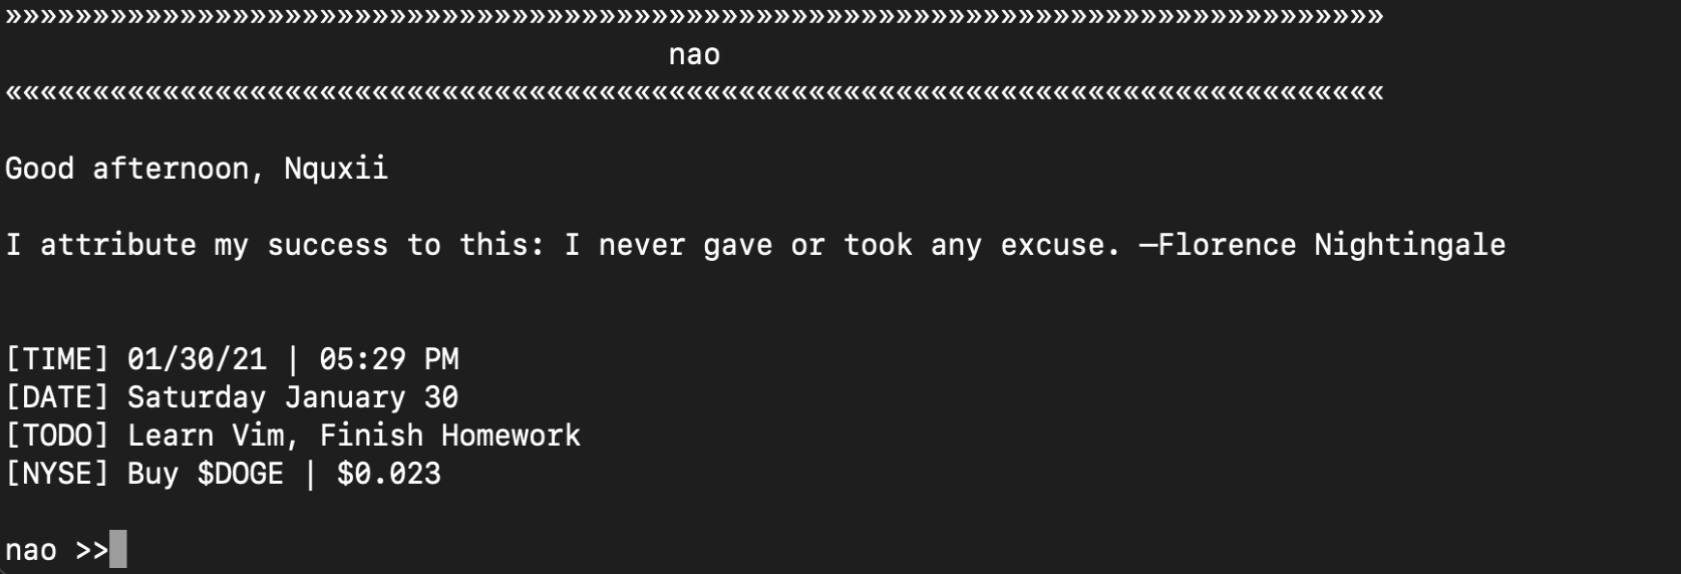 »»»»»»»»»»»»»»»»»»»»»»»»»»»»»»»»»»»»»»»»»»»»»»»»»»»»»»»»»»»»»»»»»»»»»»»»»»»»»»»
nao
«««««««««««««««««««««««««««««««««««««««««««««««««««««««««««««««««««««««««««««««
Good afternoon, Nquxii
I attribute my success to this: I never gave or took any excuse. –Florence Nightingale
[TIME] 01/30/21 | 05:29 PM
[DATE] Saturday January 30
[TODO] Learn Vim, Finish Homework
[NYSE] Buy $DOGE | $0.023
nao >>